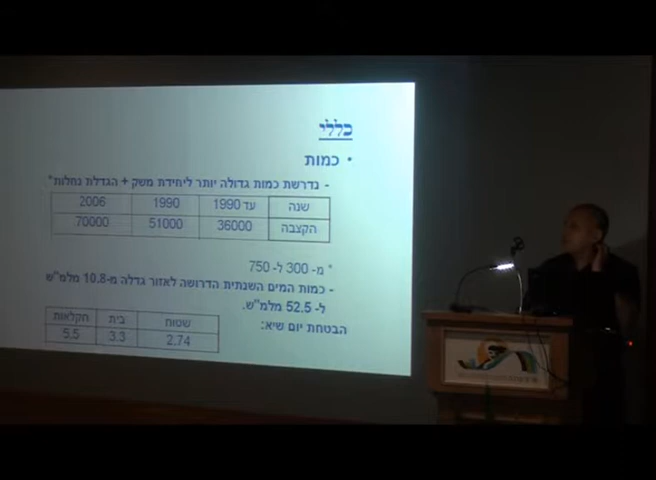 כללי
• כמות
- נדרשת כמות גדולה יותר ליחידת משק + הגדלת נחלות*
שנה עד 1990 1990 2006
הקצבה 36000 51000 70000
* מ- 300 ל- 750
- כמות המים השנתית הדרושה לאזור גדלה מ-10.8 מלמ"ש
ל- 52.5 מלמ"ש.
הבטחת יום שיא:
שטוח בית חקלאות
2.74 3.3 5.5